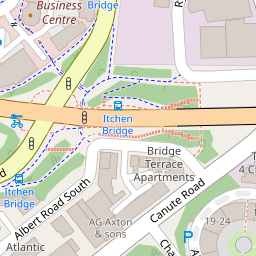 Business
Centre
Bridge
Itchen
Bridge
Bridge
Terrace
Apartments
Itchen
Bridge
Albert Road South
Canute Road
AG Axton
& sons
Atlantic
19-24
4 C
P